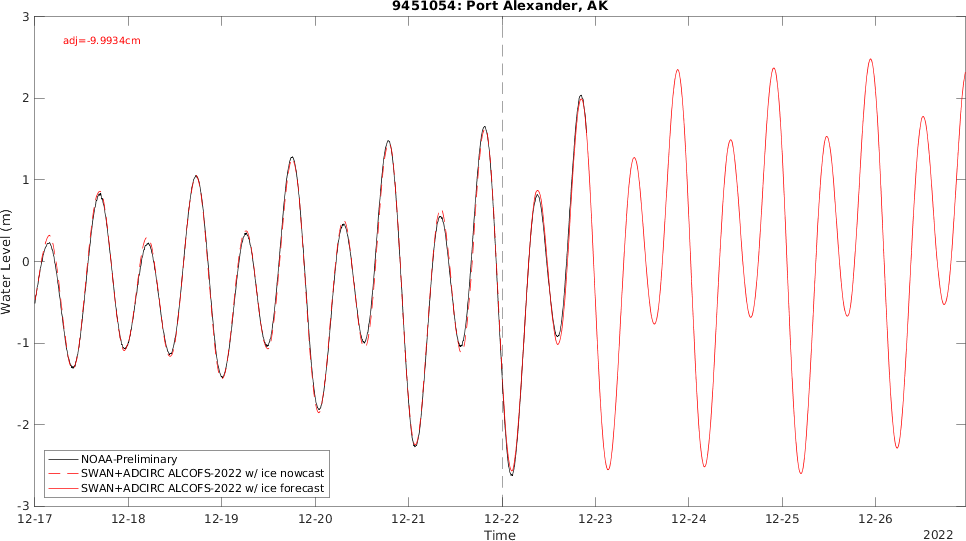 9451054: Port Alexander, AK
adj=-9.9934cm
3
2
1
0
-1
-2
-3
Water Level (m)
NOAA-Preliminary
SWAN+ADCIRC ALCOFS-2022 w/ ice nowcast
SWAN+ADCIRC ALCOFS-2022 w/ ice forecast
12-17 12-18 12-19 12-20 12-21 12-22 12-23 12-24 12-25 12-26
Time
2022